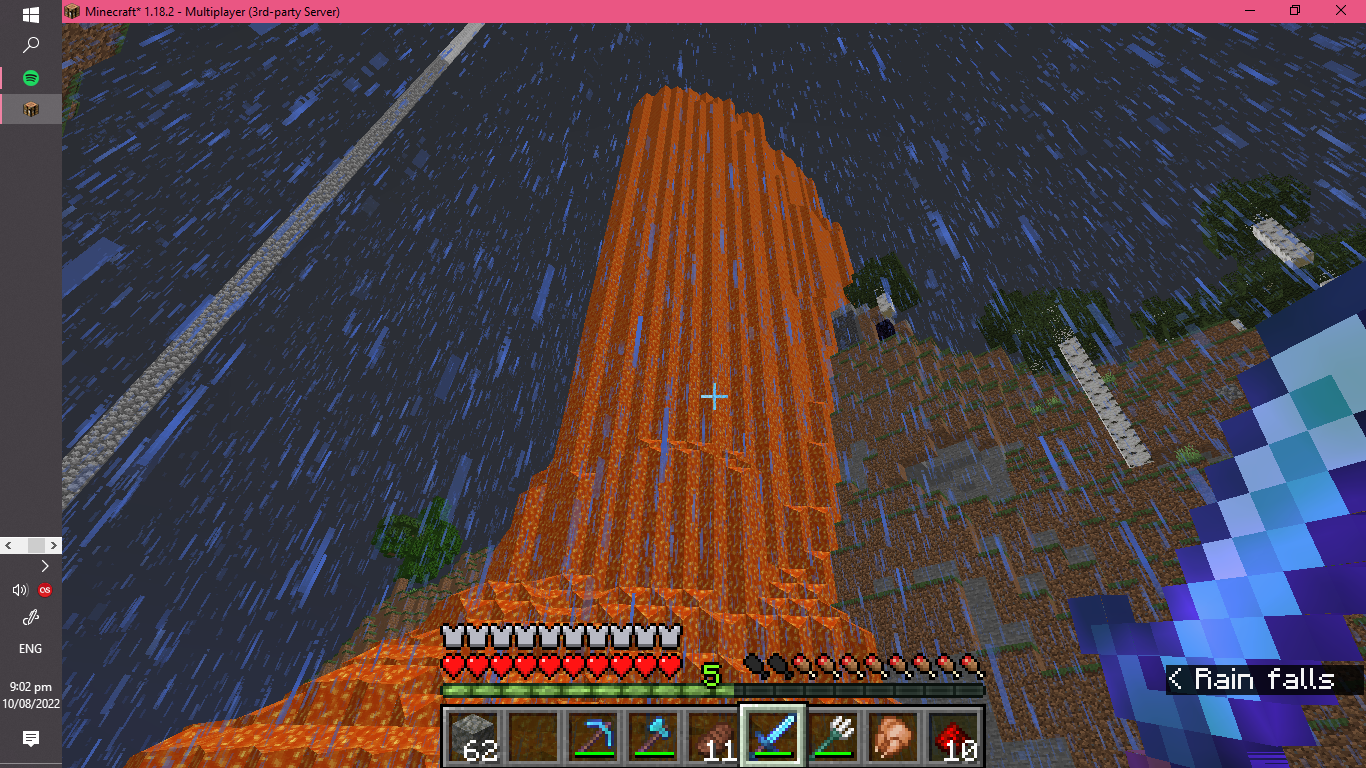 Minecraft* 1.18.2 - Multiplayer (3rd-party Server)
ENG
9:02 pm
10/08/2022
< Rain falls
5
62
11
10